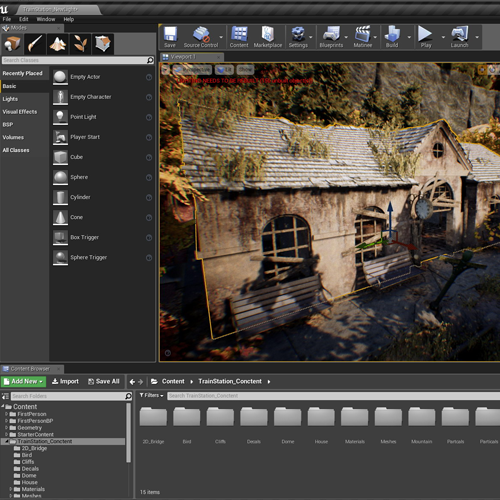 File Edit Window Help
Modes
Search Classes
Recently Placed
Basic
Lights
Visual Effects
BSP
Volumes
All Classes
Empty Actor
Empty Character
Point Light
Player Start
Cube
Sphere
Cylinder
Cone
Box Trigger
Sphere Trigger
Save Source Control Content Marketplace Settings Blueprints Matinee Build Play Launch
Viewport 1
Content Browser
Add New Import Save All Content TrainStation_Conctent
Search Folders
Filters Search TrainStation_Conctent
Content
FirstPerson
FirstPersonBP
Geometry
StarterContent
TrainStation_Conctent
2D_Bridge
Bird
Cliffs
Decals
Dome
House
Materials
Meshes
2D_Bridge Bird Cliffs Decals Dome House Materials Meshes Mountain
15 items